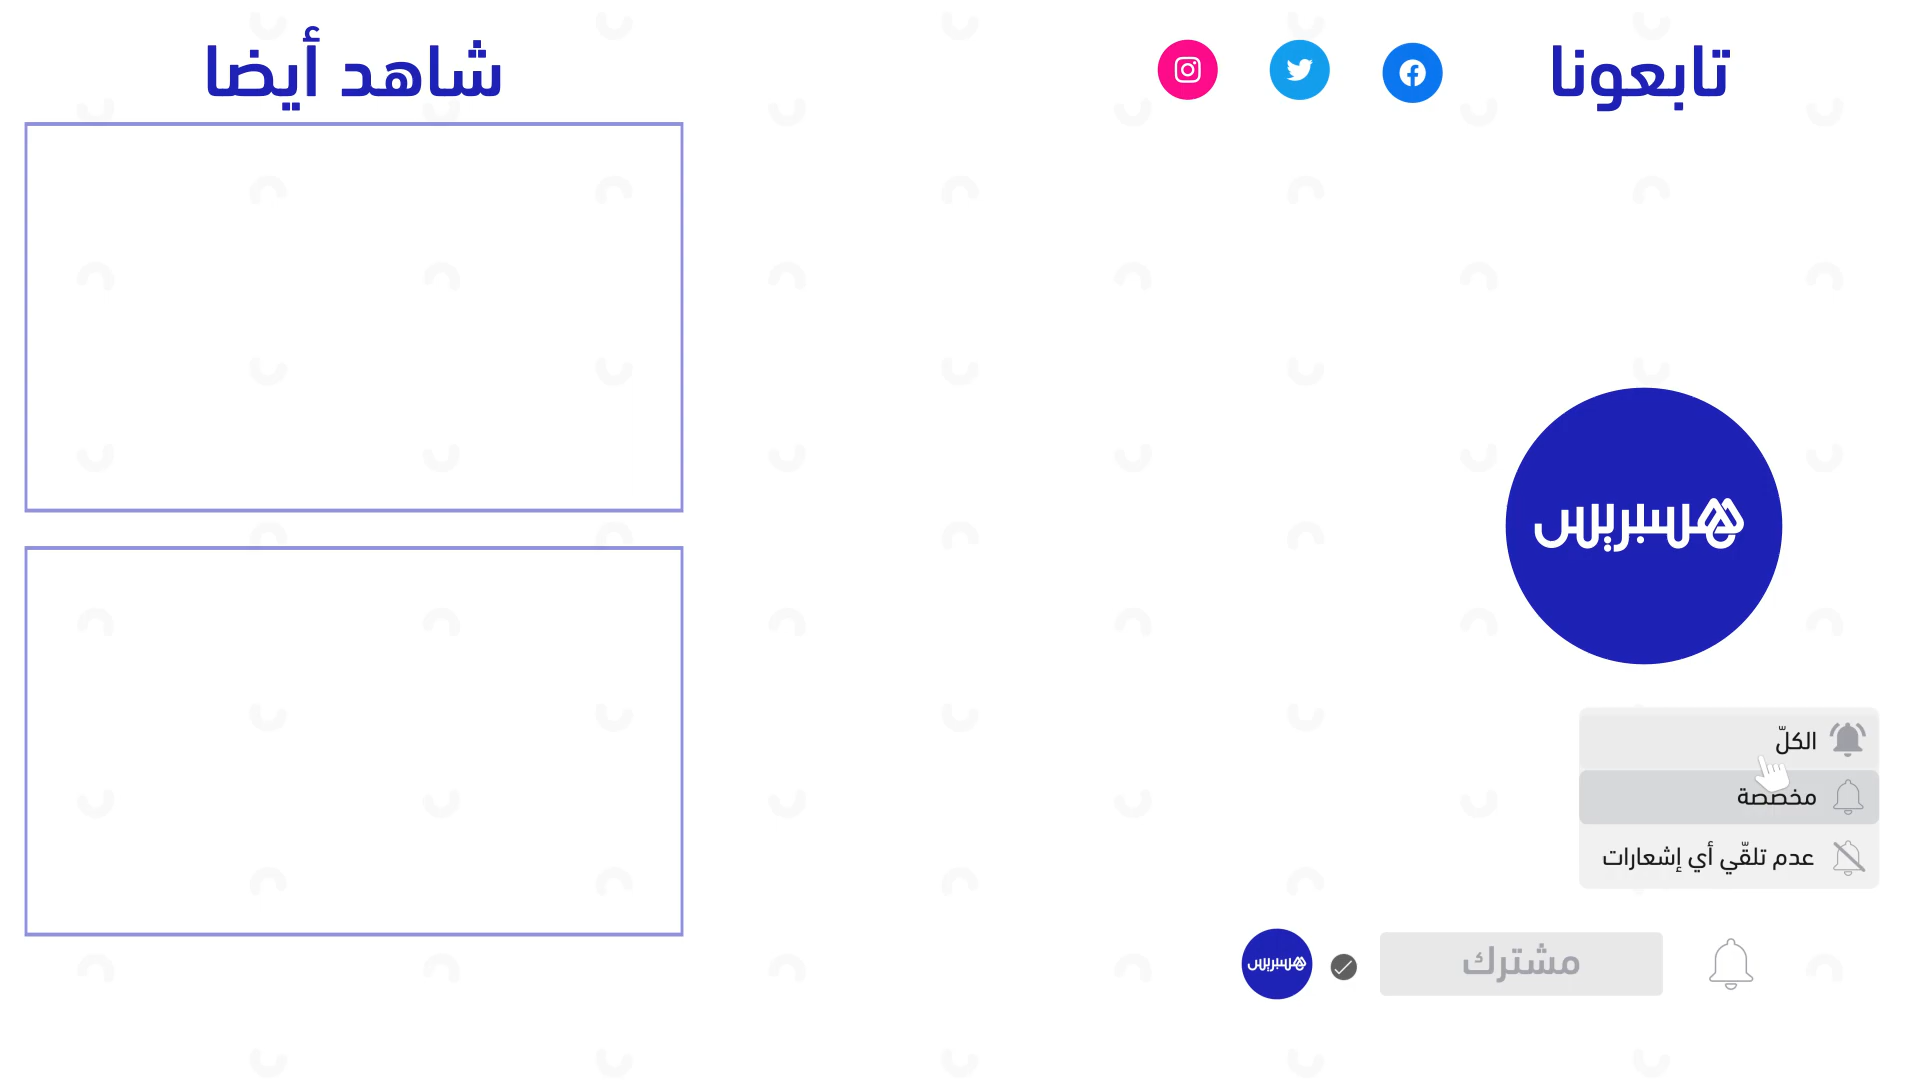 تابعونا
شاهد أيضا
هسبريس
الكلّ
مخصصة
عدم تلقّي أي إشعارات
مشترك
هسبريس